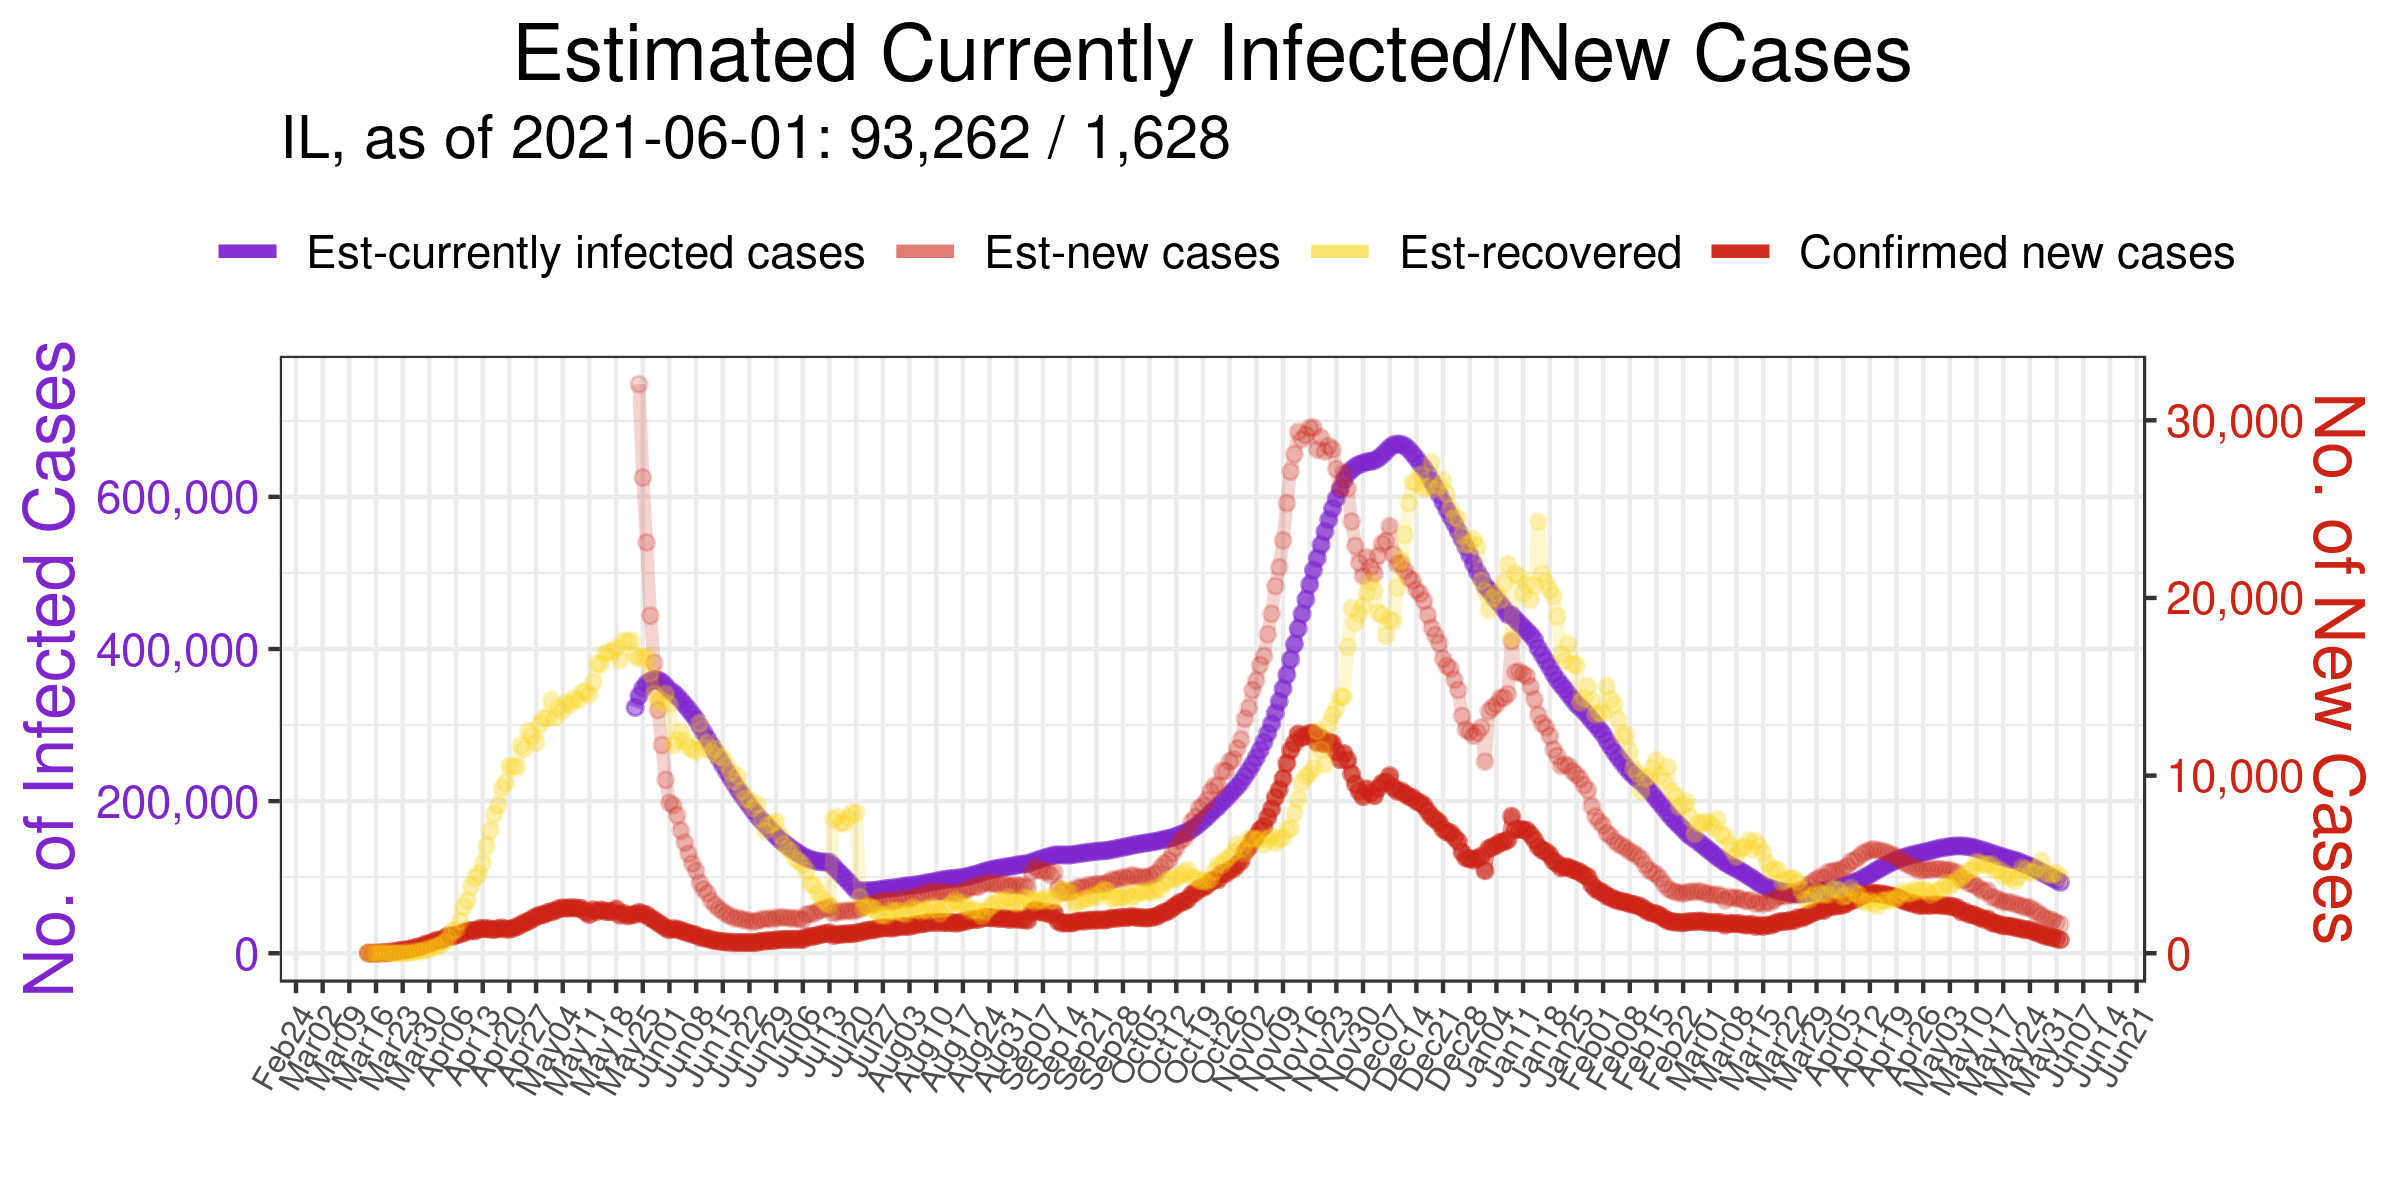 Estimated Currently Infected/New Cases
IL, as of 2021-06-01: 93,262 / 1,628
Est-currently infected cases Est-new cases Est-recovered Confirmed new cases
No. of Infected Cases
600,000
400,000
200,000
0
30,000
20,000
10,000
0
No. of New Cases
Feb24 Mar02 Mar09 Mar16 Mar23 Mar30 Apr06 Apr13 Apr20 Apr27 May04 May11 May18 May25 Jun01 Jun08 Jun15 Jun22 Jun29 Jul06 Jul13 Jul20 Jul27 Aug03 Aug10 Aug17 Aug24 Aug31 Sep07 Sep14 Sep21 Sep28 Oct05 Oct12 Oct19 Oct26 Nov02 Nov09 Nov16 Nov23 Nov30 Dec07 Dec14 Dec21 Dec28 Jan04 Jan11 Jan18 Jan25 Feb01 Feb08 Feb15 Feb22 Mar01 Mar08 Mar15 Mar22 Mar29 Apr05 Apr12 Apr19 Apr26 May03 May10 May17 May24 May31 Jun07 Jun14 Jun21